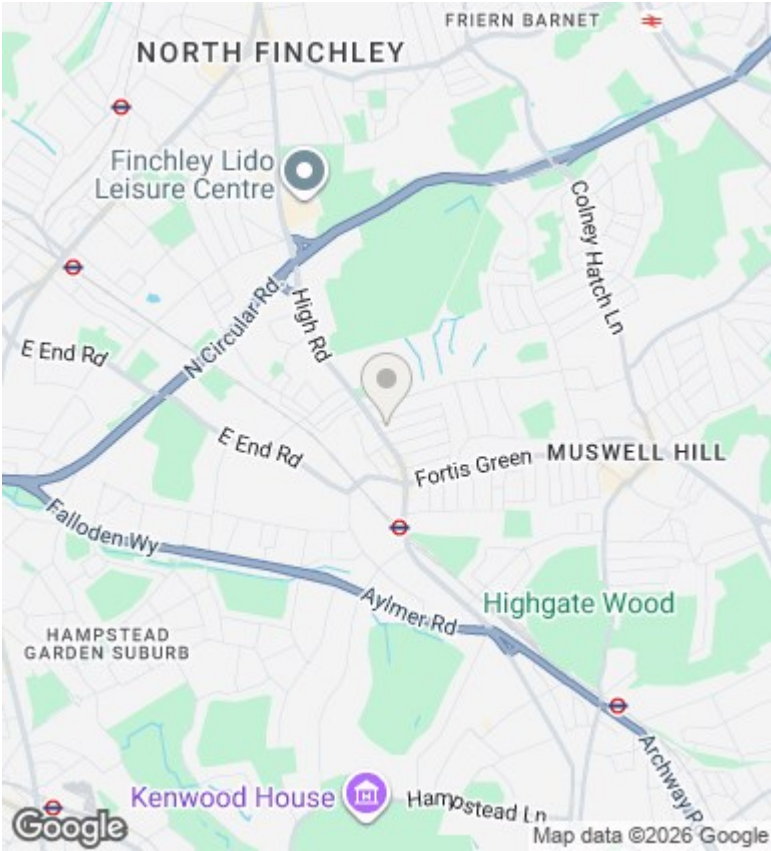 FRIERN BARNET
NORTH FINCHLEY
Finchley Lido
Leisure Centre
Colney Hatch Ln
N Circular Rd
High Rd
E End Rd
E End Rd
Fortis Green
MUSWELL HILL
Falloden Wy
Aylmer Rd
Highgate Wood
HAMPSTEAD
GARDEN SUBURB
Archway R
Kenwood House
Hampstead Ln
Google
Map data ©2026 Google